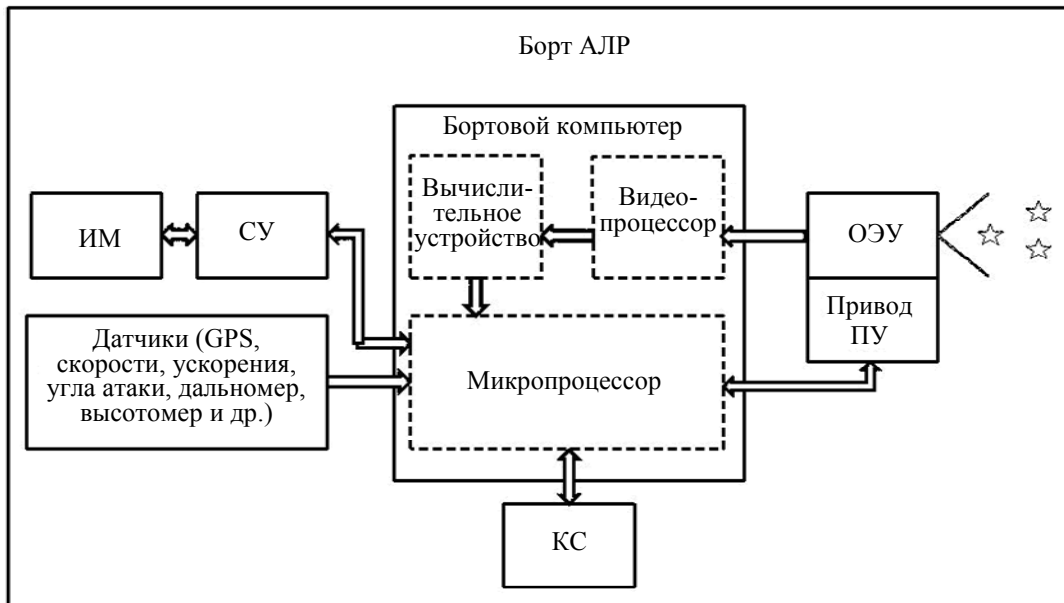 Борт АЛР
Бортовой компьютер
Вычисли-
тельное
устройство
Видео-
процессор
ИМ
СУ
ОЭУ
Привод
ПУ
Датчики (GPS,
скорости, ускорения,
угла атаки, дальномер,
высотомер и др.)
Микропроцессор
КС